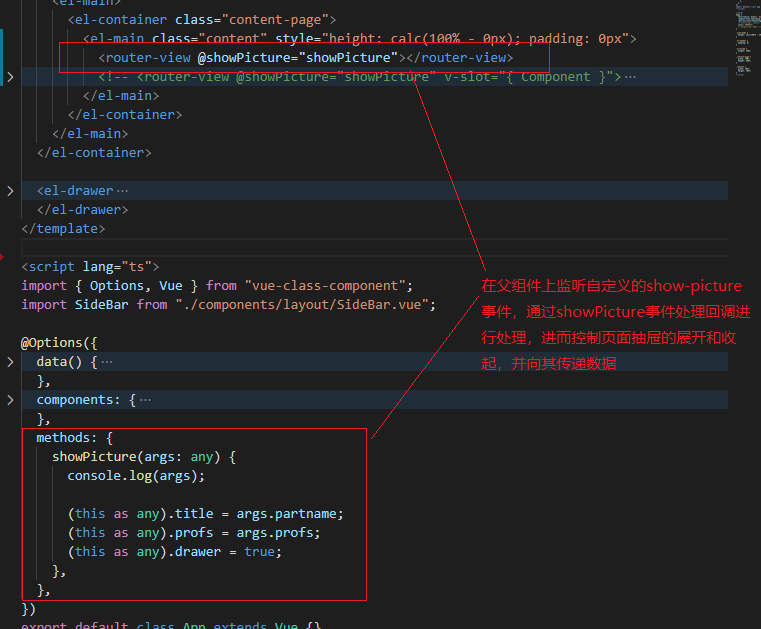 <el-main>
<el-container class="content-page">
<el-main class="content" style="height: calc(100% - 0px); padding: 0px">
<router-view @showPicture="showPicture"></router-view>
<!-- <router-view @showPicture="showPicture" v-slot="{ Component }">…
</el-main>
</el-container>
</el-main>
</el-container>
<el-drawer…
</el-drawer>
</template>
<script lang="ts">
import { Options, Vue } from "vue-class-component";
import SideBar from "./components/layout/SideBar.vue";
在父组件上监听自定义的show-picture
事件，通过showPicture事件处理回调进
行处理，进而控制页面抽屉的展开和收
起，并向其传递数据
@Options({
data() {…
},
components: {…
},
methods: {
showPicture(args: any) {
console.log(args);
(this as any).title = args.partname;
(this as any).profs = args.profs;
(this as any).drawer = true;
},
},
})
export default class App extends Vue {}